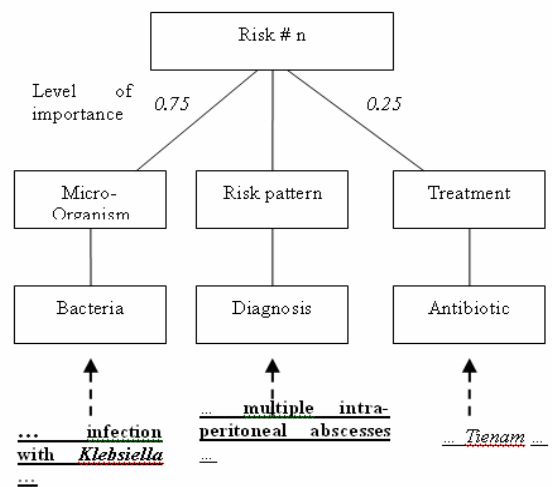 Risk # n
Level of
importance
0.75
0.25
Micro-
Organism
Risk pattern
Treatment
Bacteria
Diagnosis
Antibiotic
... infection
with Klebsiella
...
... multiple intra-
peritoneal abscesses
...
... Tienam ...